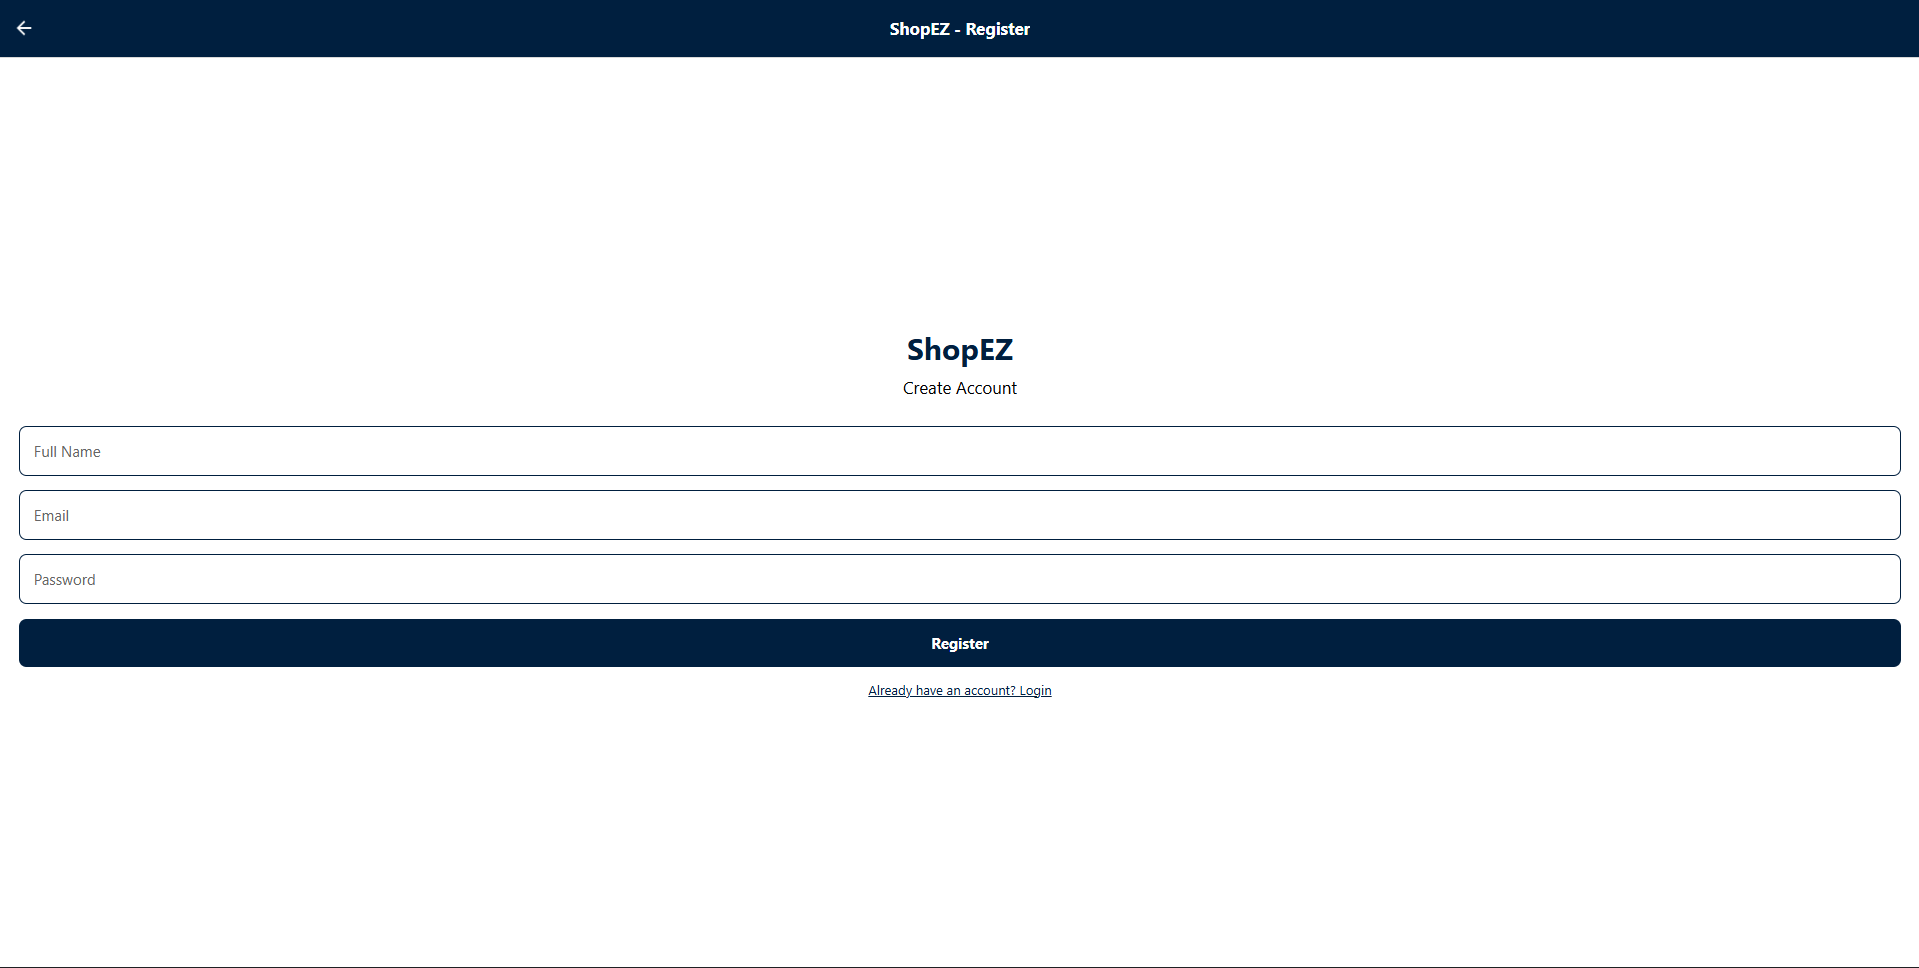 ShopEZ - Register
ShopEZ
Create Account
Full Name
Email
Password
Register
Already have an account? Login